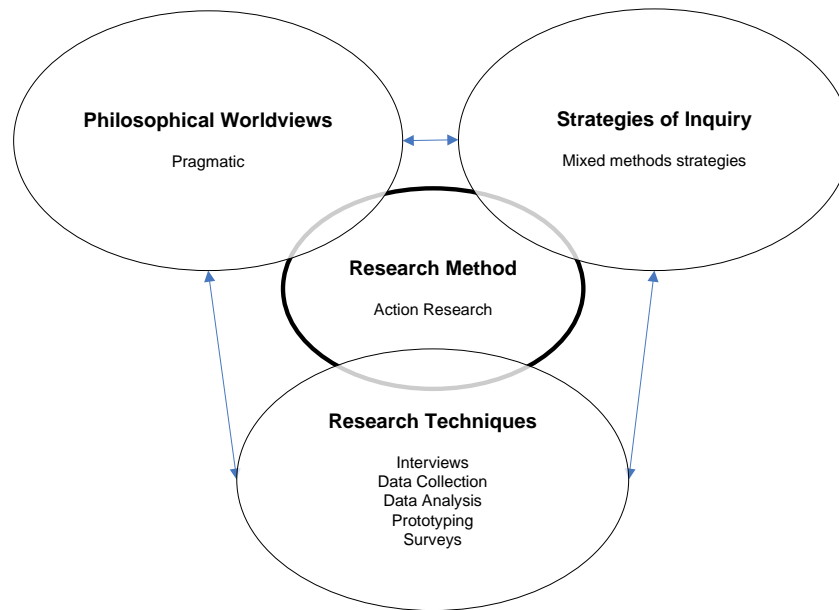 Philosophical Worldviews
Pragmatic
Strategies of Inquiry
Mixed methods strategies
Research Method
Action Research
Research Techniques
Interviews
Data Collection
Data Analysis
Prototyping
Surveys